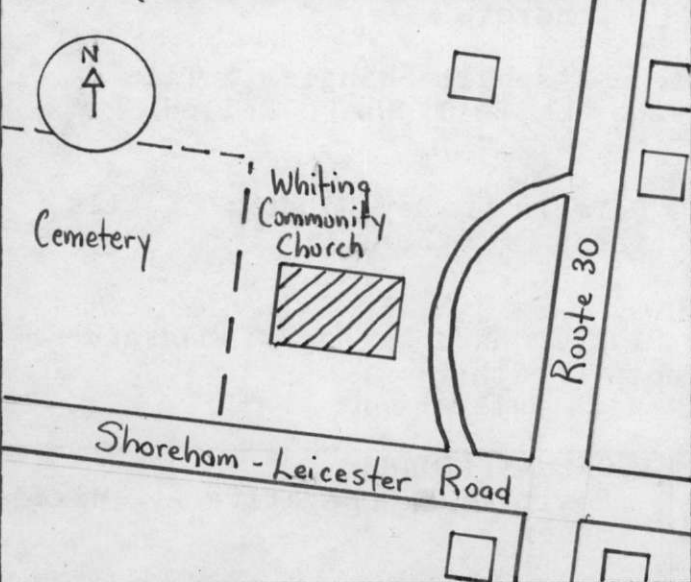 N
Whiting
Community
Church
Cemetery
Route 30
Shoreham - Leicester Road